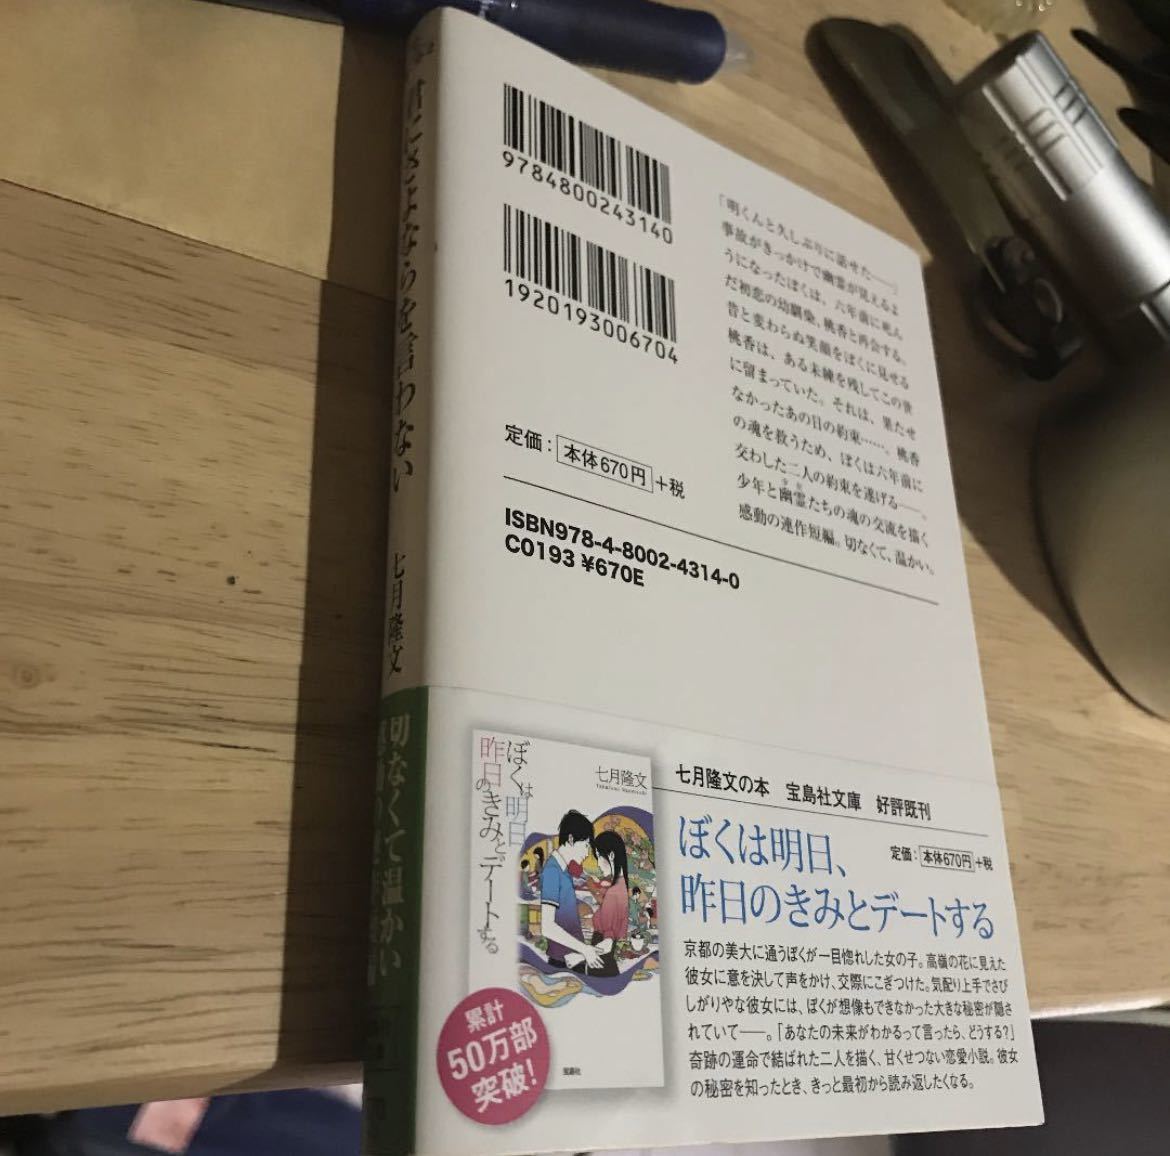 君にさよならを言わない 七月隆文
切なくて温かい
9784800243140
1920193006704
定価：本体670円+税
ISBN978-4-8002-4314-0
C0193 ¥670E
「明くんと久しぶりに話せた――」
事故がきっかけで幽霊が見えるよ
うになったぼくは、六年前に死ん
だ初恋の幼馴染、桃香と再会する。
昔と変わらぬ笑顔をぼくに見せる
桃香は、ある未練を残してこの世
に留まっていた。それは、果たせ
なかったあの日の約束……。桃香
の魂を救うため、ぼくは六年前に
交わした二人の約束を遂げる――。
少年と幽霊たちの魂の交流を描く
感動の連作短編。切なくて、温かい。
ぼくは明日、
昨日のきみとデートする
七月隆文
累計
50万部
突破!
宝島社
七月隆文の本 宝島社文庫 好評既刊
ぼくは明日、
定価：本体670円+税
昨日のきみとデートする
京都の美大に通うぼくが一目惚れした女の子。高嶺の花に見えた
彼女に意を決して声をかけ、交際にこぎつけた。気配り上手でさび
しがりやな彼女には、ぼくが想像もできなかった大きな秘密が隠さ
れていて――。「あなたの未来がわかるって言ったら、どうする?」
奇跡の運命で結ばれた二人を描く、甘くせつない恋愛小説。彼女
の秘密を知ったとき、きっと最初から読み返したくなる。